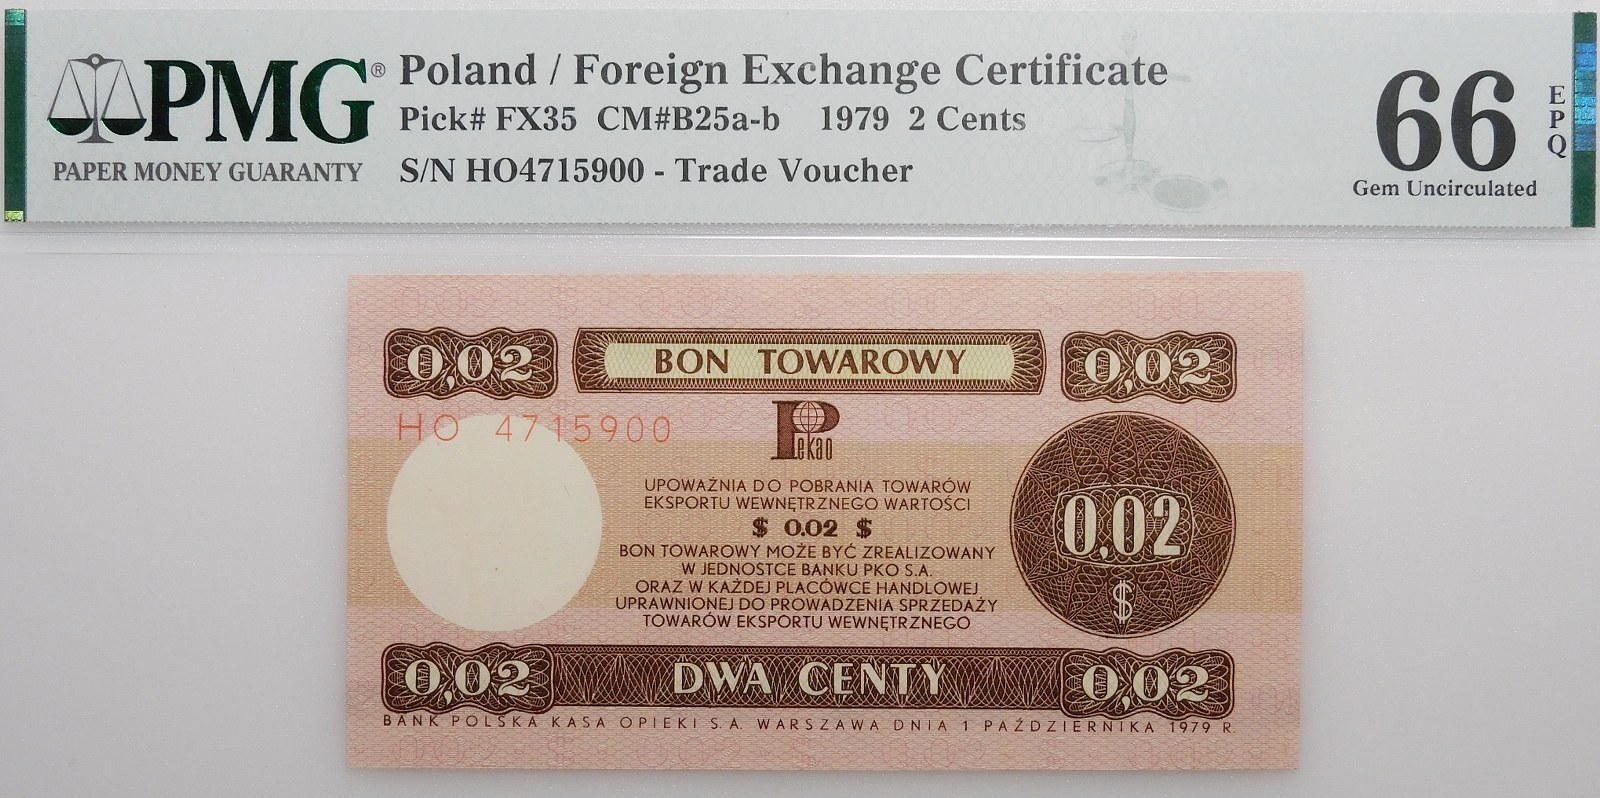 PMG® Poland / Foreign Exchange Certificate
Pick# FX35 CM#B25a-b 1979 2 Cents
PAPER MONEY GUARANTY
S/N HO4715900 - Trade Voucher
66
EPQ
Gem Uncirculated
0,02 BON TOWAROWY 0,02
HO 4715900
Pekao
UPOWAŻNIA DO POBRANIA TOWARÓW
EKSPORTU WEWNĘTRZNEGO WARTOŚCI
$ 0.02 $
BON TOWAROWY MOŻE BYĆ ZREALIZOWANY
W JEDNOSTCE BANKU PKO S.A.
ORAZ W KAŻDEJ PLACÓWCE HANDLOWEJ
UPRAWNIONEJ DO PROWADZENIA SPRZEDAŻY
TOWARÓW EKSPORTU WEWNĘTRZNEGO
0,02
$
0,02 DWA CENTY 0,02
BANK POLSKA KASA OPIEKI S.A. WARSZAWA DNIA 1 PAŹDZIERNIKA 1979 R.